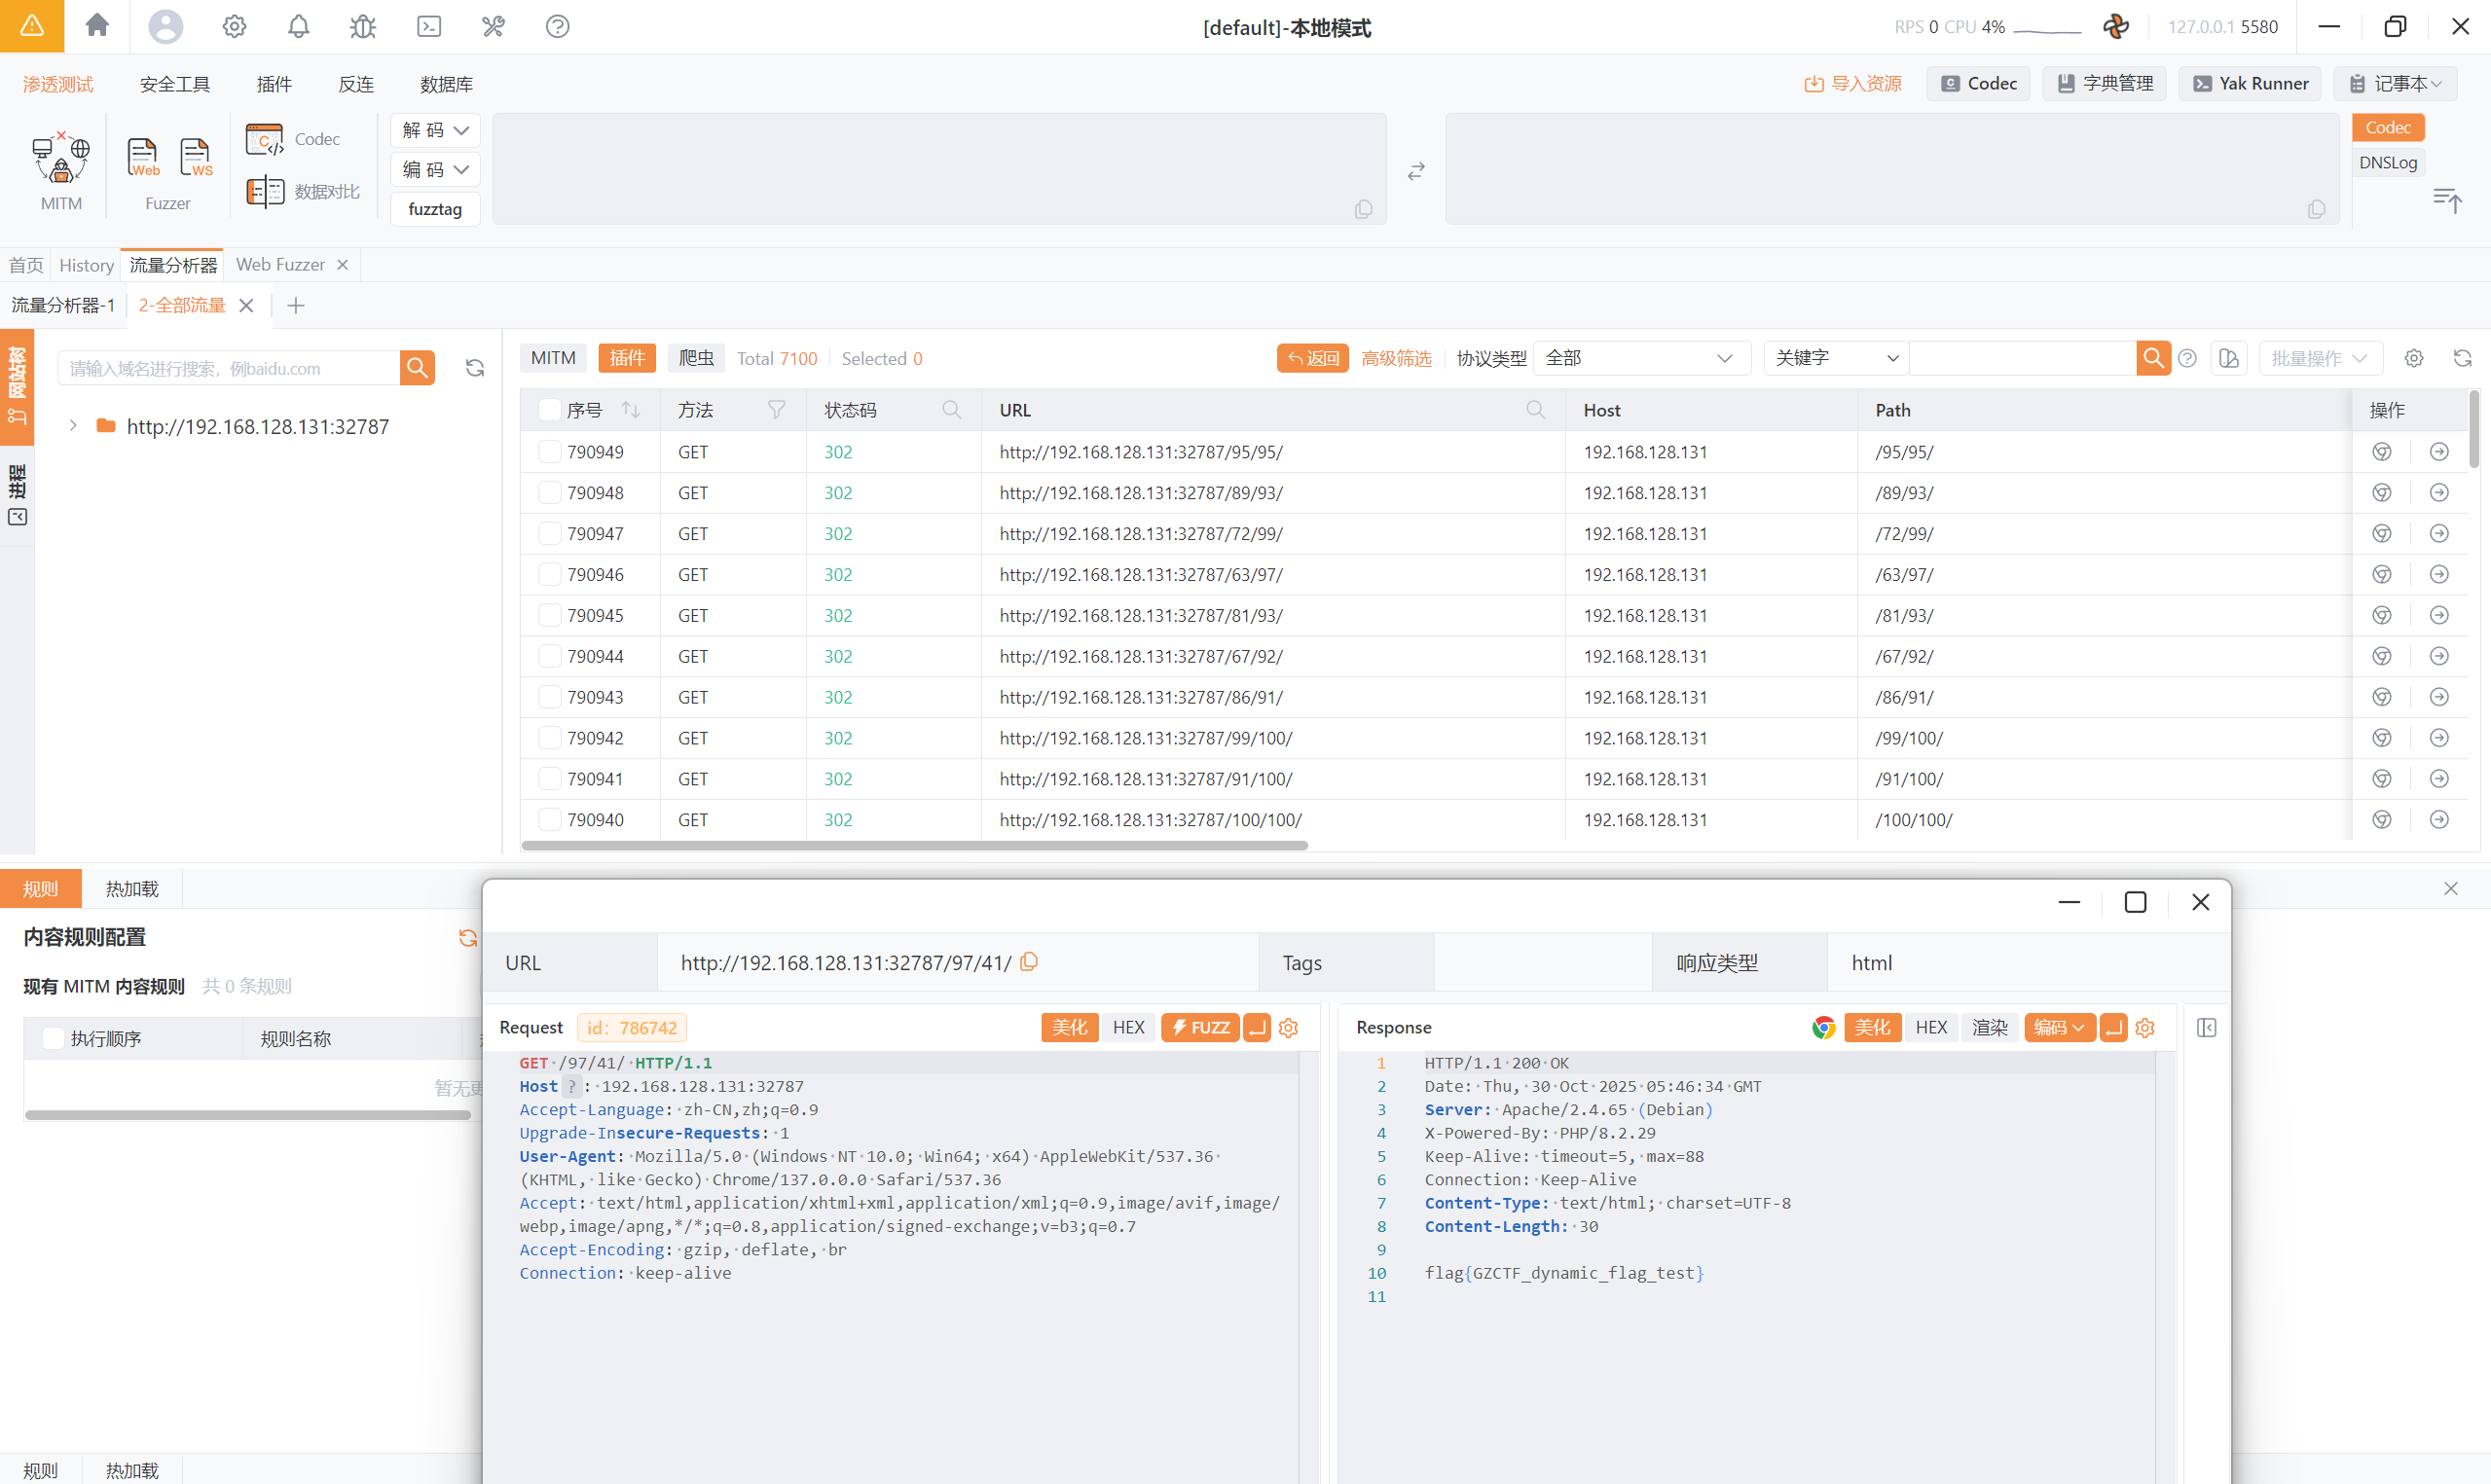 [default]-本地模式
RPS 0 CPU 4%
127.0.0.1 5580
渗透测试 安全工具 插件 反连 数据库
导入资源 Codec 字典管理 Yak Runner 记事本
MITM
Web WS
Fuzzer
Codec
数据对比
解 码
编 码
fuzztag
Codec
DNSLog
首页 History 流量分析器 Web Fuzzer
流量分析器-1 2-全部流量
网站树
进程
请输入域名进行搜索，例baidu.com
http://192.168.128.131:32787
MITM 插件 爬虫 Total 7100 Selected 0 返回 高级筛选 协议类型 全部 关键字 批量操作
序号 方法 状态码 URL Host Path 操作
790949 GET 302 http://192.168.128.131:32787/95/95/ 192.168.128.131 /95/95/
790948 GET 302 http://192.168.128.131:32787/89/93/ 192.168.128.131 /89/93/
790947 GET 302 http://192.168.128.131:32787/72/99/ 192.168.128.131 /72/99/
790946 GET 302 http://192.168.128.131:32787/63/97/ 192.168.128.131 /63/97/
790945 GET 302 http://192.168.128.131:32787/81/93/ 192.168.128.131 /81/93/
790944 GET 302 http://192.168.128.131:32787/67/92/ 192.168.128.131 /67/92/
790943 GET 302 http://192.168.128.131:32787/86/91/ 192.168.128.131 /86/91/
790942 GET 302 http://192.168.128.131:32787/99/100/ 192.168.128.131 /99/100/
790941 GET 302 http://192.168.128.131:32787/91/100/ 192.168.128.131 /91/100/
790940 GET 302 http://192.168.128.131:32787/100/100/ 192.168.128.131 /100/100/
规则 热加载
内容规则配置
现有 MITM 内容规则 共 0 条规则
执行顺序 规则名称
暂无更
URL http://192.168.128.131:32787/97/41/ Tags 响应类型 html
Request id：786742 美化 HEX FUZZ
GET /97/41/ HTTP/1.1
Host ? : 192.168.128.131:32787
Accept-Language: zh-CN,zh;q=0.9
Upgrade-Insecure-Requests: 1
User-Agent: Mozilla/5.0 (Windows NT 10.0; Win64; x64) AppleWebKit/537.36
(KHTML, like Gecko) Chrome/137.0.0.0 Safari/537.36
Accept: text/html,application/xhtml+xml,application/xml;q=0.9,image/avif,image/
webp,image/apng,*/*;q=0.8,application/signed-exchange;v=b3;q=0.7
Accept-Encoding: gzip, deflate, br
Connection: keep-alive
Response 美化 HEX 渲染 编码
1 HTTP/1.1 200 OK
2 Date: Thu, 30 Oct 2025 05:46:34 GMT
3 Server: Apache/2.4.65 (Debian)
4 X-Powered-By: PHP/8.2.29
5 Keep-Alive: timeout=5, max=88
6 Connection: Keep-Alive
7 Content-Type: text/html; charset=UTF-8
8 Content-Length: 30
9
10 flag{GZCTF_dynamic_flag_test}
11
规则 热加载